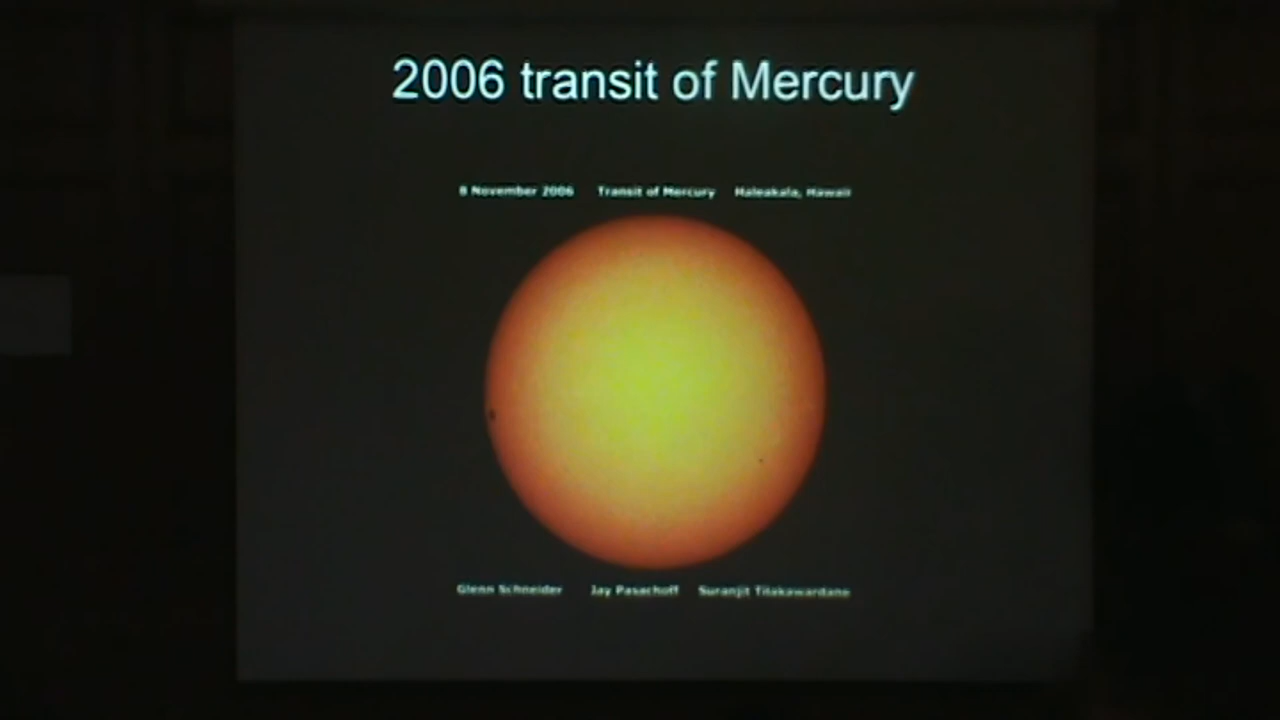 2006 transit of Mercury
8 November 2006 Transit of Mercury Haleakala, Hawaii
Glenn Schneider Jay Pasachoff Suranjit Tilakawardane